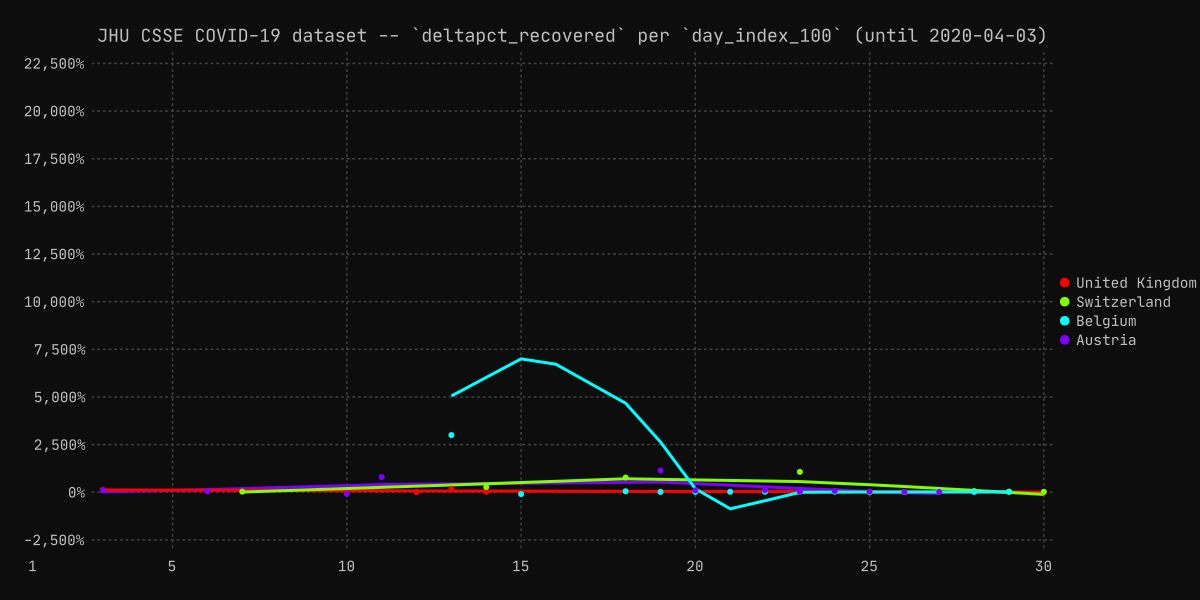 JHU CSSE COVID-19 dataset -- `deltapct_recovered` per `day_index_100` (until 2020-04-03)
22,500%
20,000%
17,500%
15,000%
12,500%
10,000%
7,500%
5,000%
2,500%
0%
-2,500%
1 5 10 15 20 25 30
United Kingdom
Switzerland
Belgium
Austria